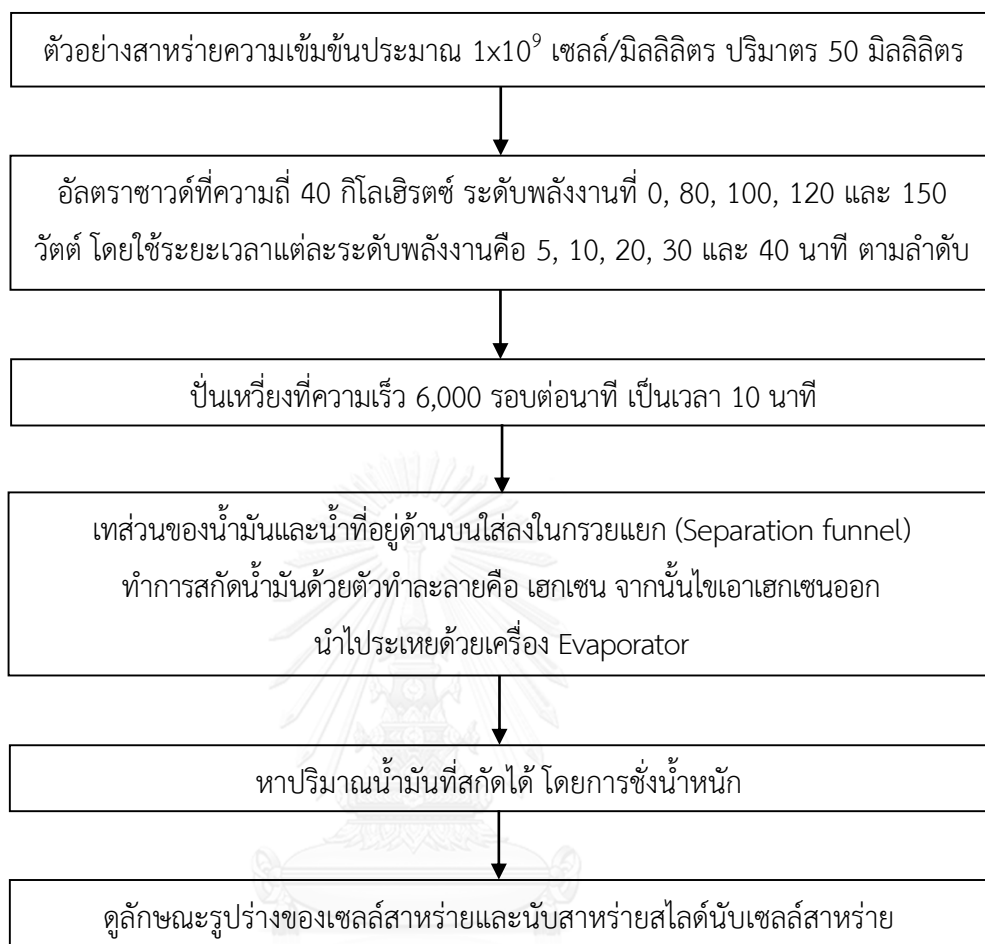 ตัวอย่างสาหร่ายความเข้มข้นประมาณ 1x10⁹ เซลล์/มิลลิลิตร ปริมาตร 50 มิลลิลิตร
อัลตราซาวด์ที่ความถี่ 40 กิโลเฮิรตซ์ ระดับพลังงานที่ 0, 80, 100, 120 และ 150
วัตต์ โดยใช้ระยะเวลาแต่ละระดับพลังงานคือ 5, 10, 20, 30 และ 40 นาที ตามลำดับ
ปั่นเหวี่ยงที่ความเร็ว 6,000 รอบต่อนาที เป็นเวลา 10 นาที
เทส่วนของน้ำมันและน้ำที่อยู่ด้านบนใส่ลงในกรวยแยก (Separation funnel)
ทำการสกัดน้ำมันด้วยตัวทำละลายคือ เฮกเซน จากนั้นไขเอาเฮกเซนออก
นำไประเหยด้วยเครื่อง Evaporator
หาปริมาณน้ำมันที่สกัดได้ โดยการชั่งน้ำหนัก
ดูลักษณะรูปร่างของเซลล์สาหร่ายและนับสาหร่ายสไลด์นับเซลล์สาหร่าย